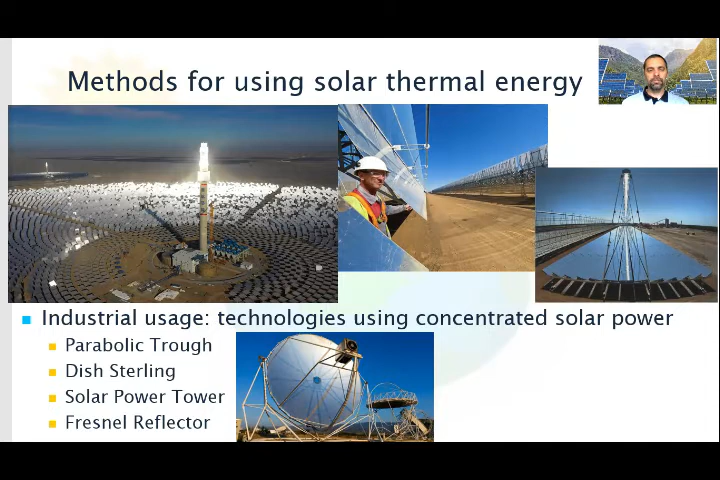 Methods for using solar thermal energy
Industrial usage: technologies using concentrated solar power
Parabolic Trough
Dish Sterling
Solar Power Tower
Fresnel Reflector